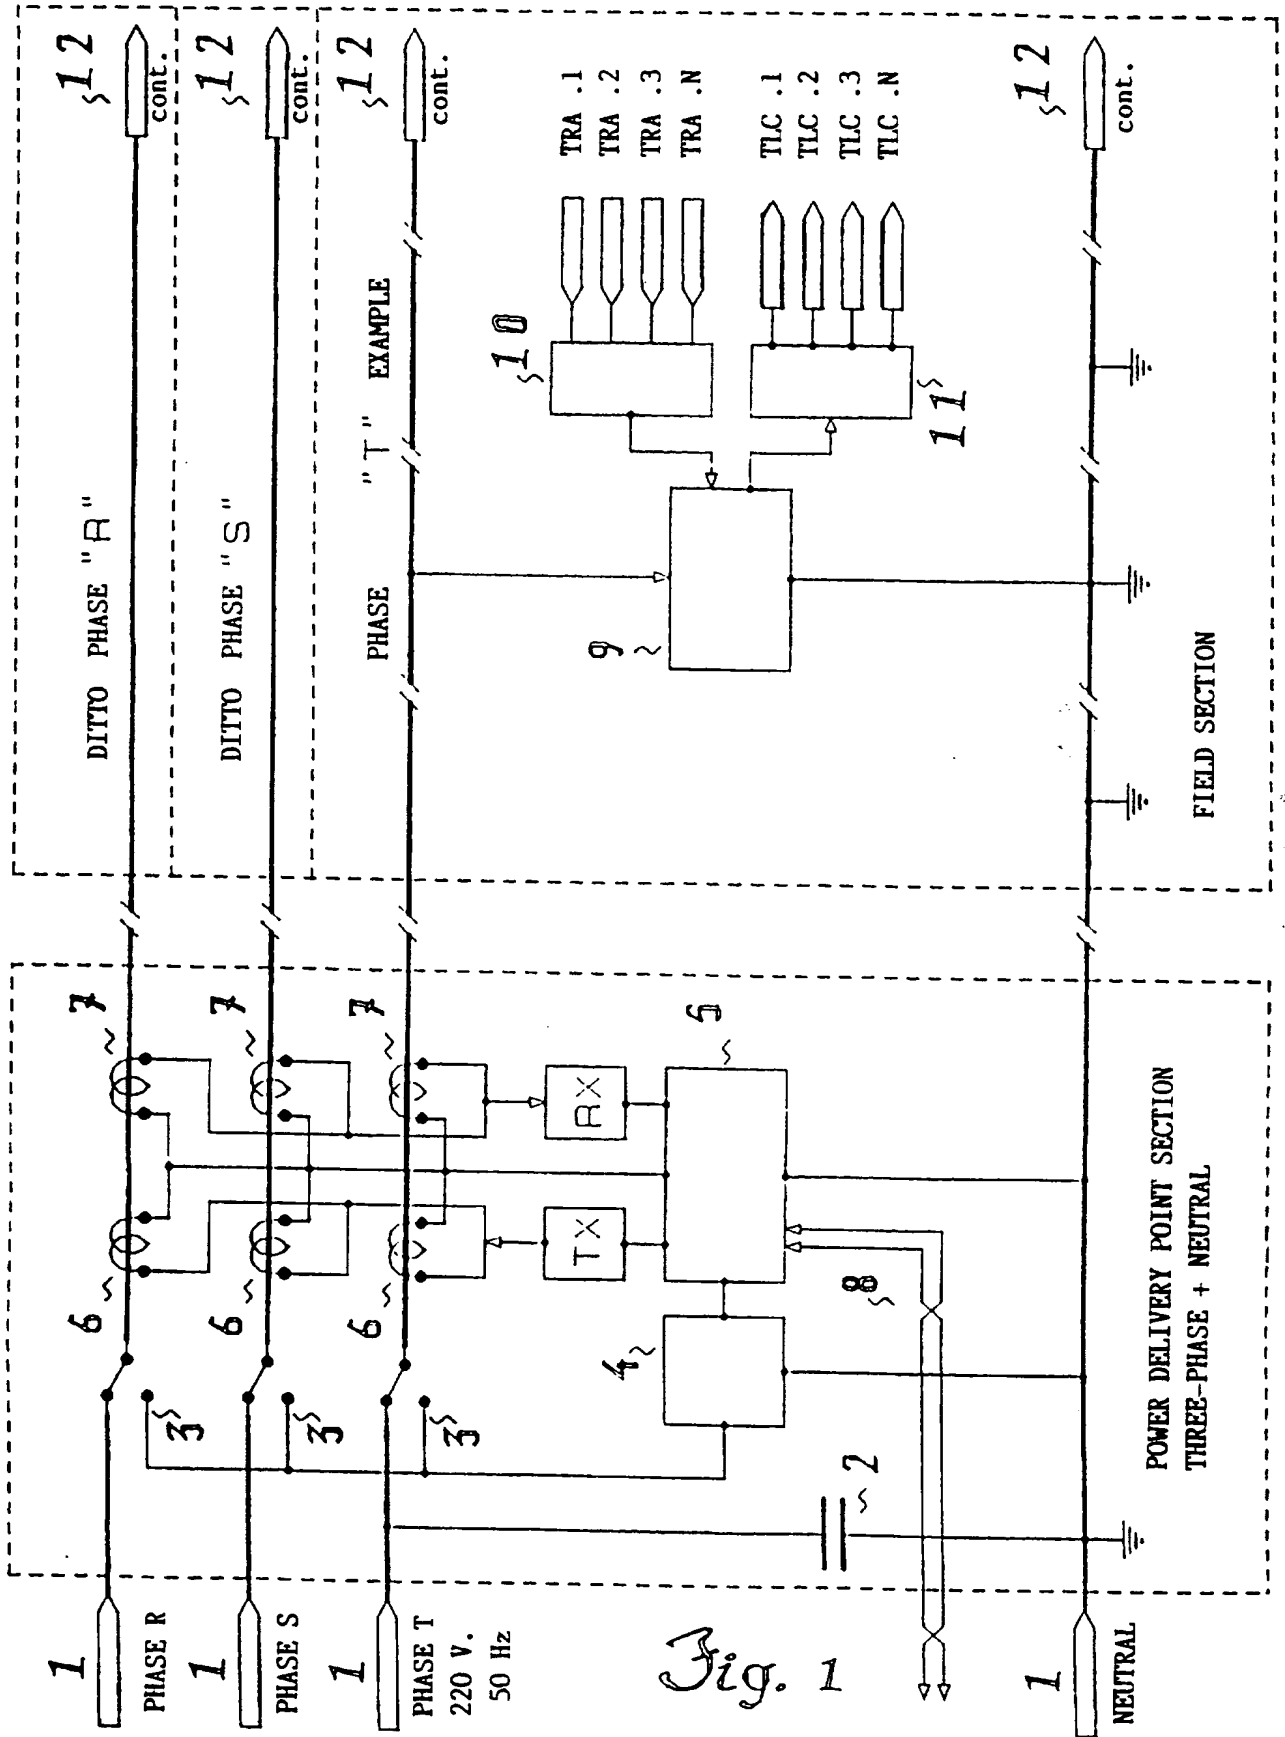 1
PHASE R
1
PHASE S
1
PHASE T
220 V.
50 Hz
1
NEUTRAL
3
3
3
6
6
6
7
7
7
2
4
5
8
TX
RX
POWER DELIVERY POINT SECTION
THREE-PHASE + NEUTRAL
DITTO PHASE "R"
DITTO PHASE "S"
PHASE "T" EXAMPLE
9
10
11
TRA .1
TRA .2
TRA .3
TRA .N
TLC .1
TLC .2
TLC .3
TLC .N
12
cont.
12
cont.
12
cont.
12
cont.
FIELD SECTION
Fig. 1